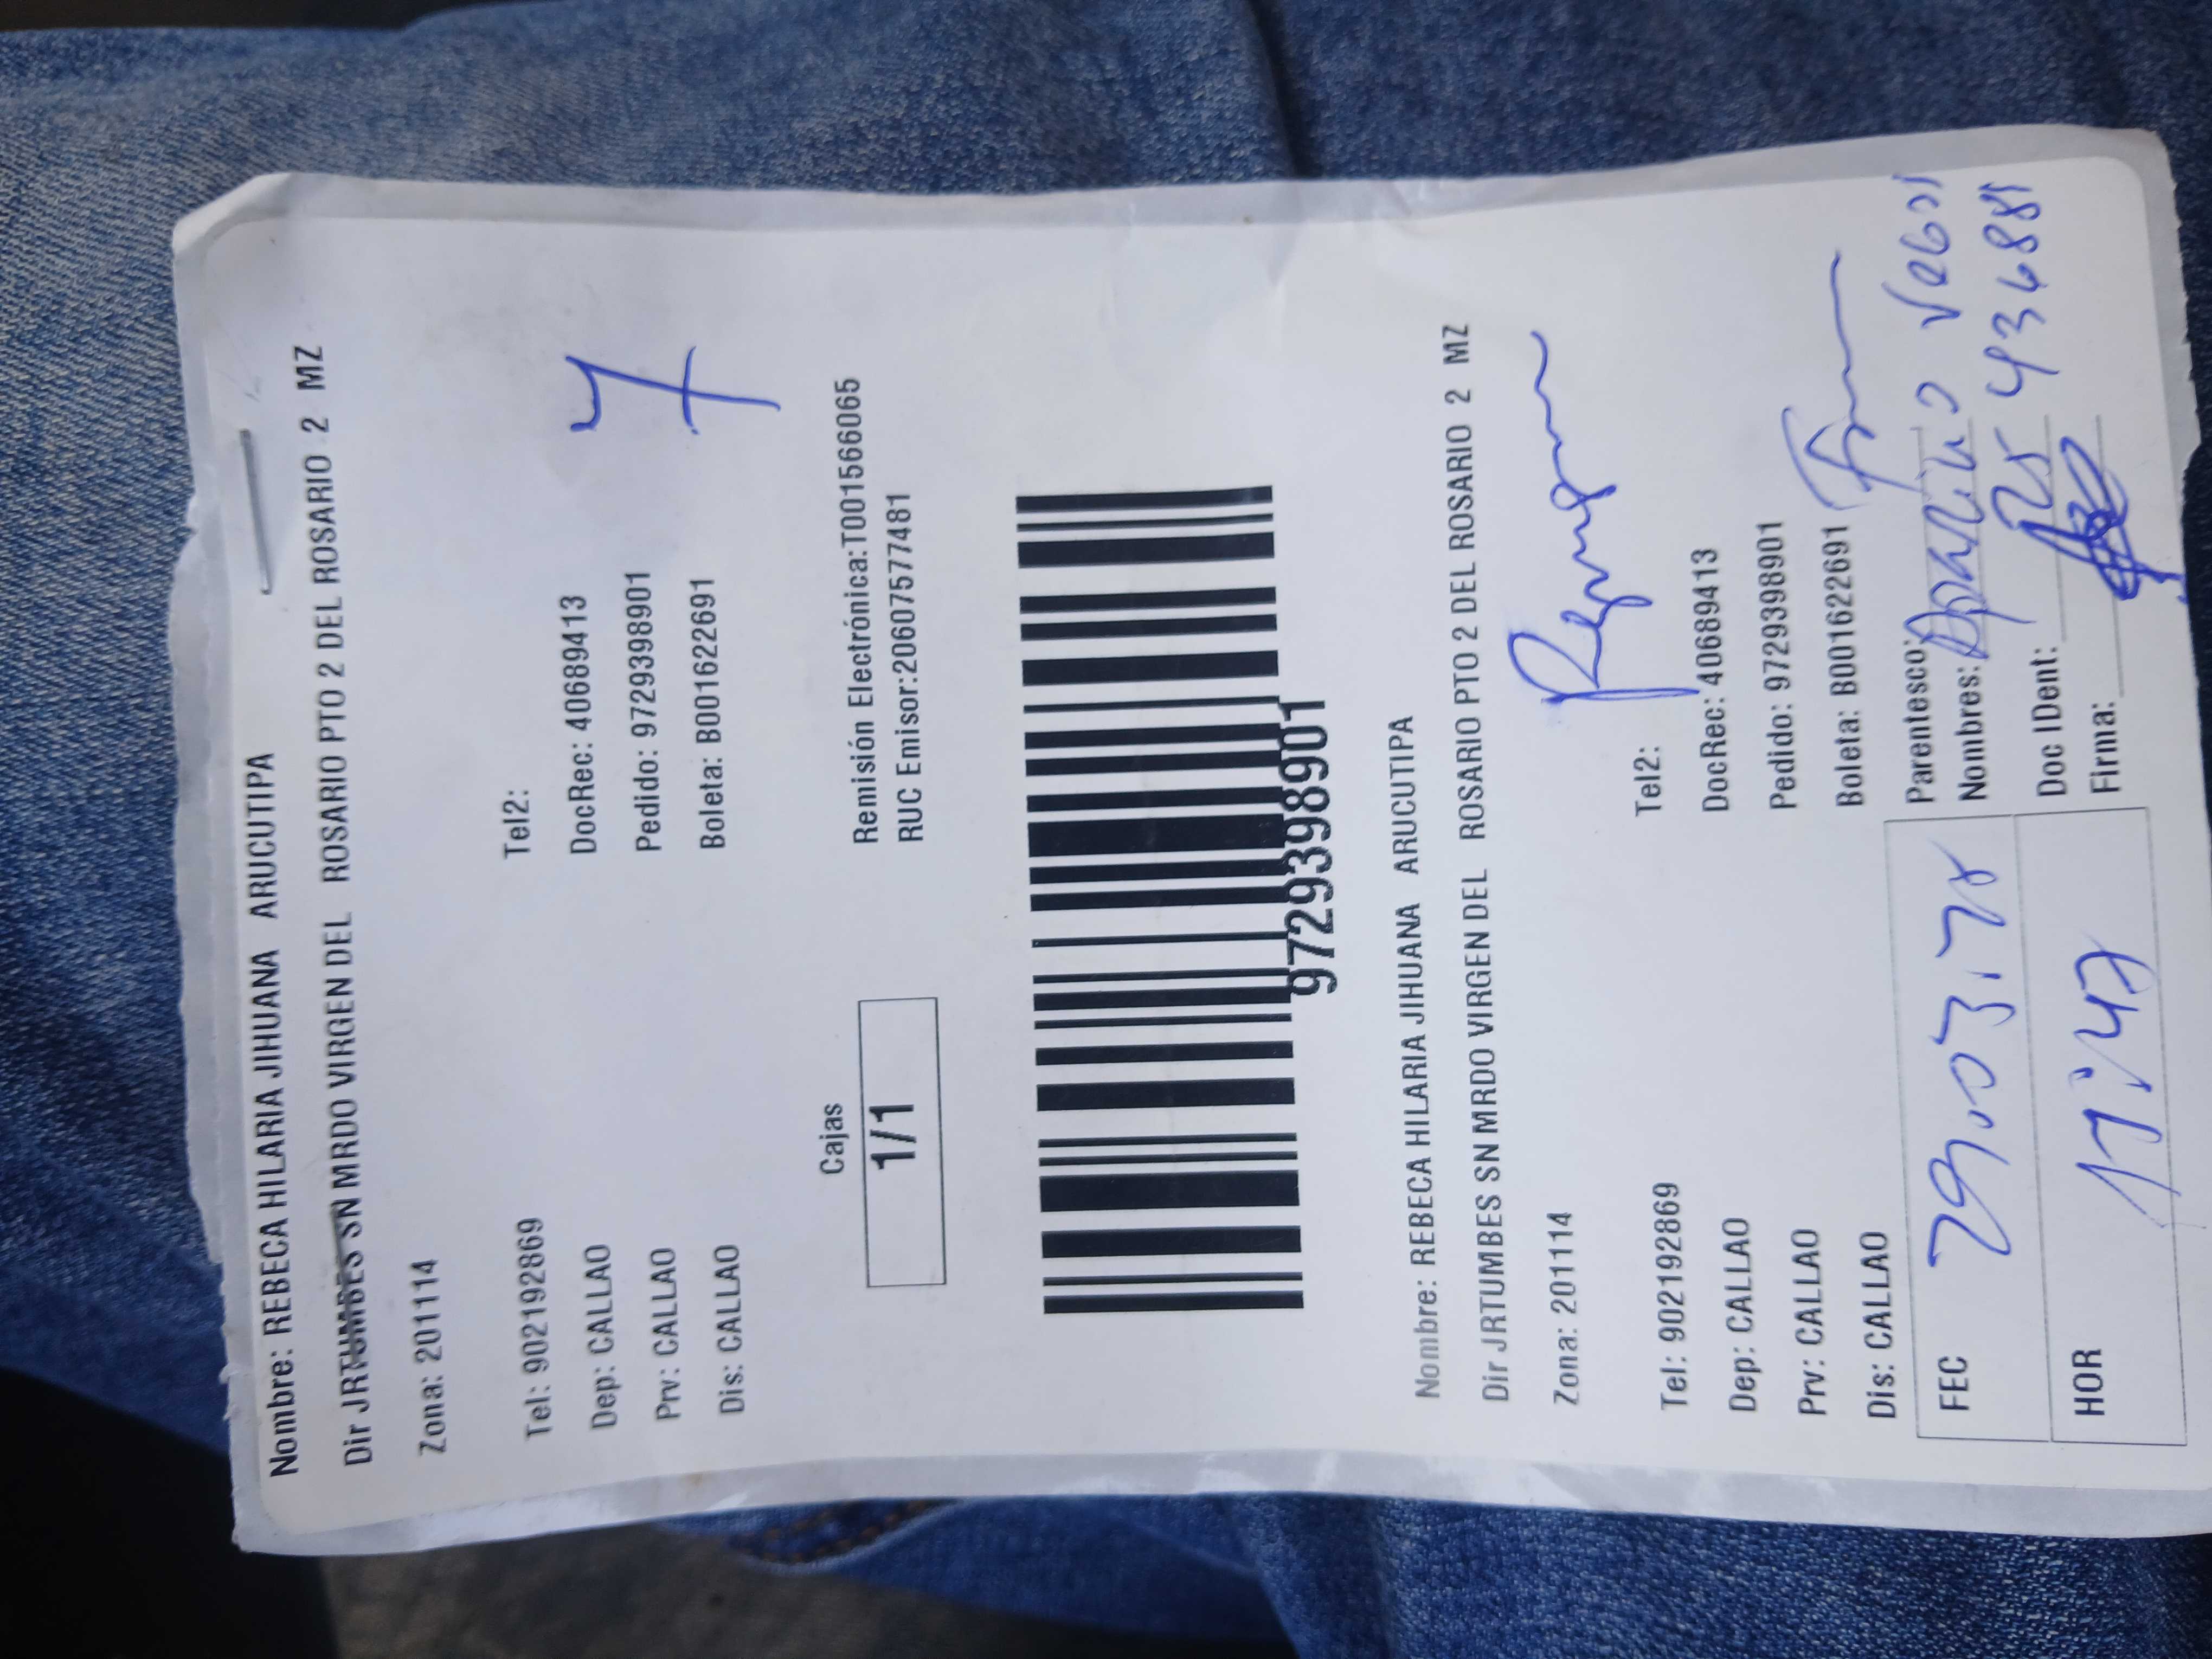 Nombre: REBECA HILARIA JIHUANA ARUCUTIPA
Dir JRTUMBES SN MRDO VIRGEN DEL ROSARIO PTO 2 DEL ROSARIO 2 MZ
Zona: 201114
Tel: 902192869 Tel2:
Dep: CALLAO DocRec: 40689413
Prv: CALLAO Pedido: 9729398901
Dis: CALLAO Boleta: B001622691
7
Cajas
1/1
Remisión Electrónica:T001566065
RUC Emisor:20607577481
9729398901
Nombre: REBECA HILARIA JIHUANA ARUCUTIPA
Dir JRTUMBES SN MRDO VIRGEN DEL ROSARIO PTO 2 DEL ROSARIO 2 MZ
Zona: 201114
Tel: 902192869 Tel2:
Dep: CALLAO DocRec: 40689413
Prv: CALLAO Pedido: 9729398901
Dis: CALLAO Boleta: B001622691
FEC Parentesco:
Nombres:
HOR Doc IDent:
Firma: